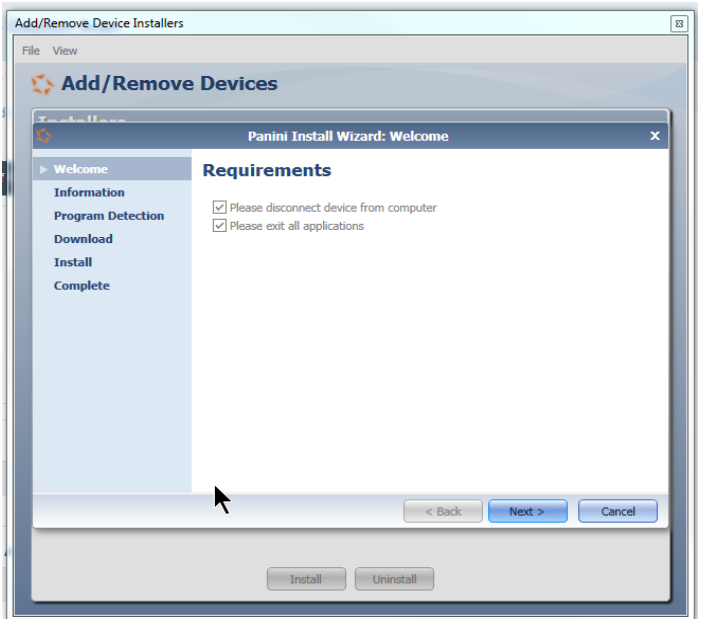 Add/Remove Device Installers
File View
Add/Remove Devices
Installers
Panini Install Wizard: Welcome
x
Welcome
Information
Program Detection
Download
Install
Complete
Requirements
Please disconnect device from computer
Please exit all applications
< Back Next > Cancel
Install Uninstall